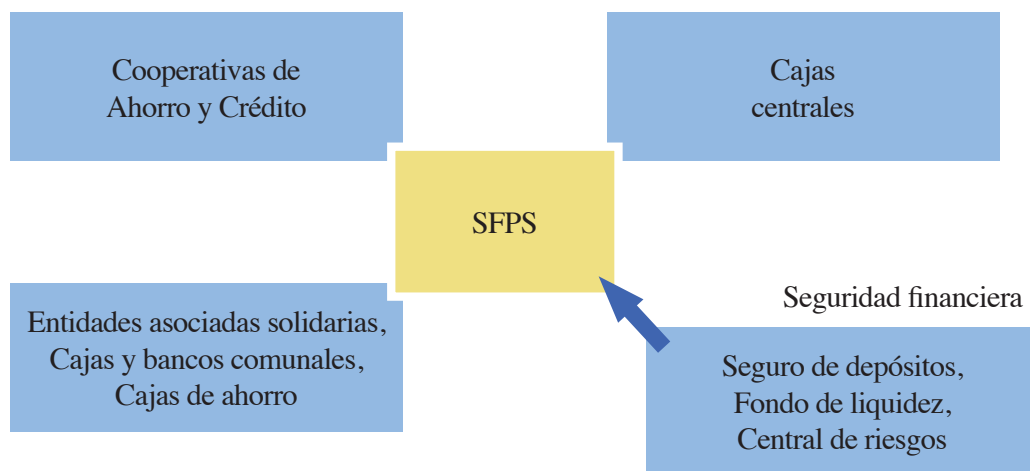 Cooperativas de
Ahorro y Crédito
Cajas
centrales
SFPS
Entidades asociadas solidarias,
Cajas y bancos comunales,
Cajas de ahorro
Seguridad financiera
Seguro de depósitos,
Fondo de liquidez,
Central de riesgos